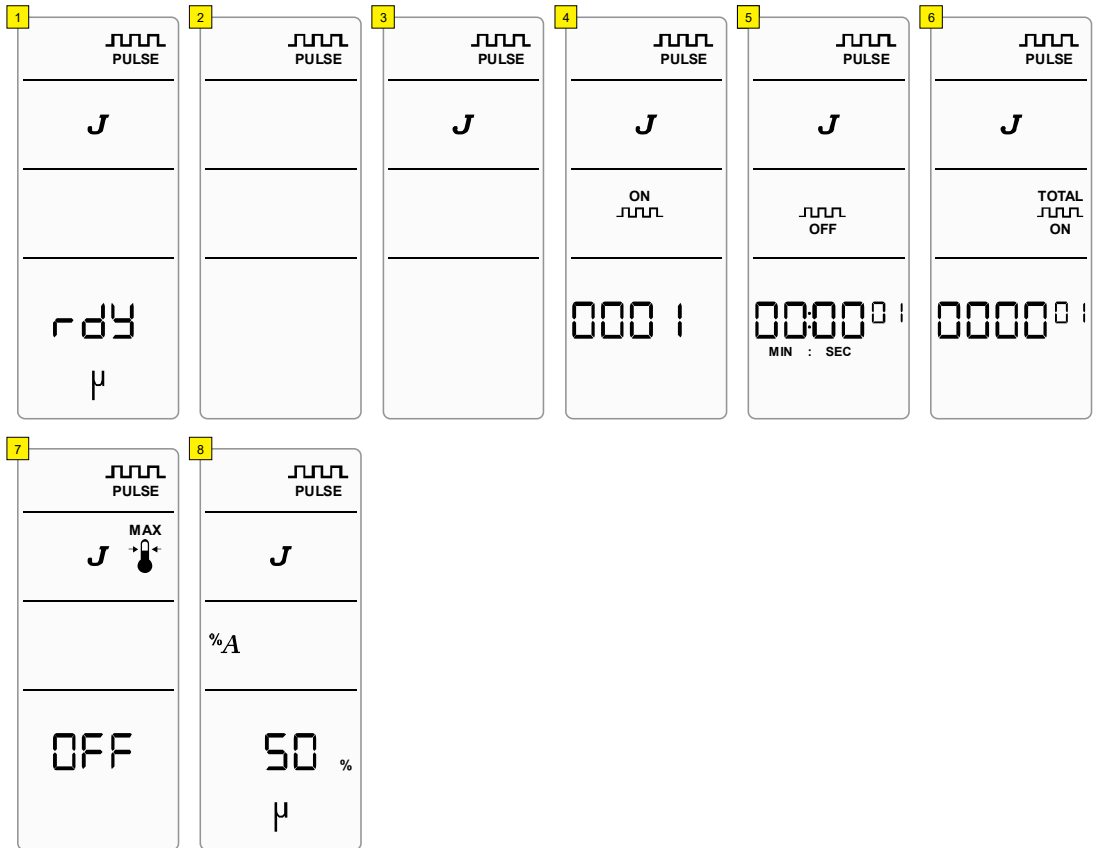 1
PULSE
J
rdY
µ
2
PULSE
3
PULSE
J
4
PULSE
J
ON
0001
5
PULSE
J
OFF
00:00 01
MIN : SEC
6
PULSE
J
TOTAL
ON
0000 01
7
PULSE
MAX
J
OFF
8
PULSE
J
%A
50 %
µ